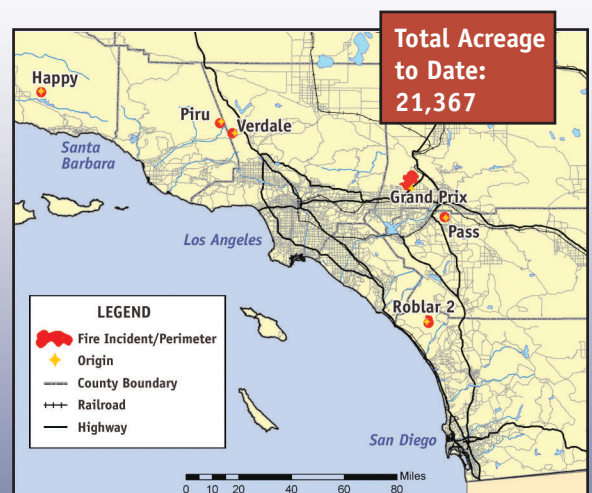 Total Acreage
to Date:
21,367
Happy
Piru
Verdale
Santa
Barbara
Grand Prix
Pass
Los Angeles
Roblar 2
LEGEND
Fire Incident/Perimeter
Origin
County Boundary
Railroad
Highway
San Diego
Miles
0 10 20 40 60 80